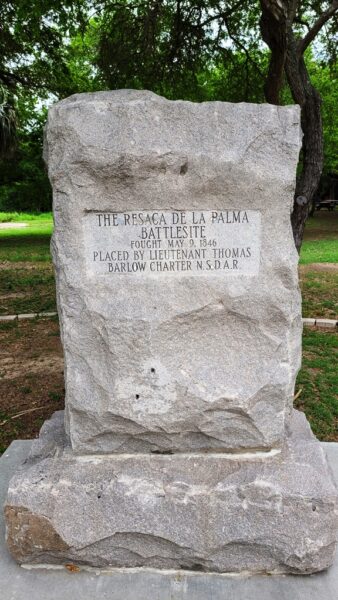 THE RESACA DE LA PALMA
BATTLESITE
FOUGHT MAY 9, 1846
PLACED BY LIEUTENANT THOMAS
BARLOW CHARTER N.S.D.A.R.